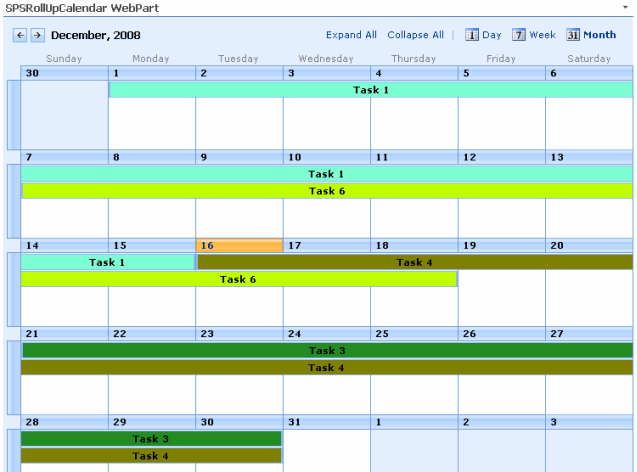 SPSRollUpCalendar WebPart
December, 2008 Expand All Collapse All | 1 Day 7 Week 31 Month
Sunday Monday Tuesday Wednesday Thursday Friday Saturday
30 1 2 3 4 5 6
Task 1
7 8 9 10 11 12 13
Task 1
Task 6
14 15 16 17 18 19 20
Task 1 Task 4
Task 6
21 22 23 24 25 26 27
Task 3
Task 4
28 29 30 31 1 2 3
Task 3
Task 4